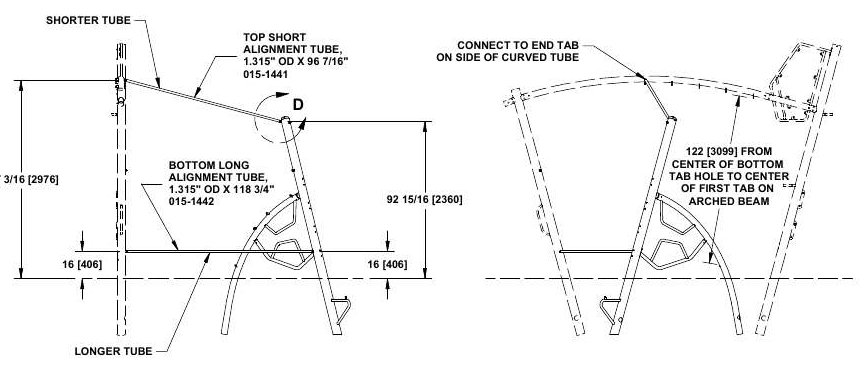 SHORTER TUBE
TOP SHORT
ALIGNMENT TUBE,
1.315" OD X 96 7/16"
015-1441
D
CONNECT TO END TAB
ON SIDE OF CURVED TUBE
3/16 [2976]
BOTTOM LONG
ALIGNMENT TUBE,
1.315" OD X 118 3/4"
015-1442
92 15/16 [2360]
122 [3099] FROM
CENTER OF BOTTOM
TAB HOLE TO CENTER
OF FIRST TAB ON
ARCHED BEAM
16 [406]
16 [406]
LONGER TUBE